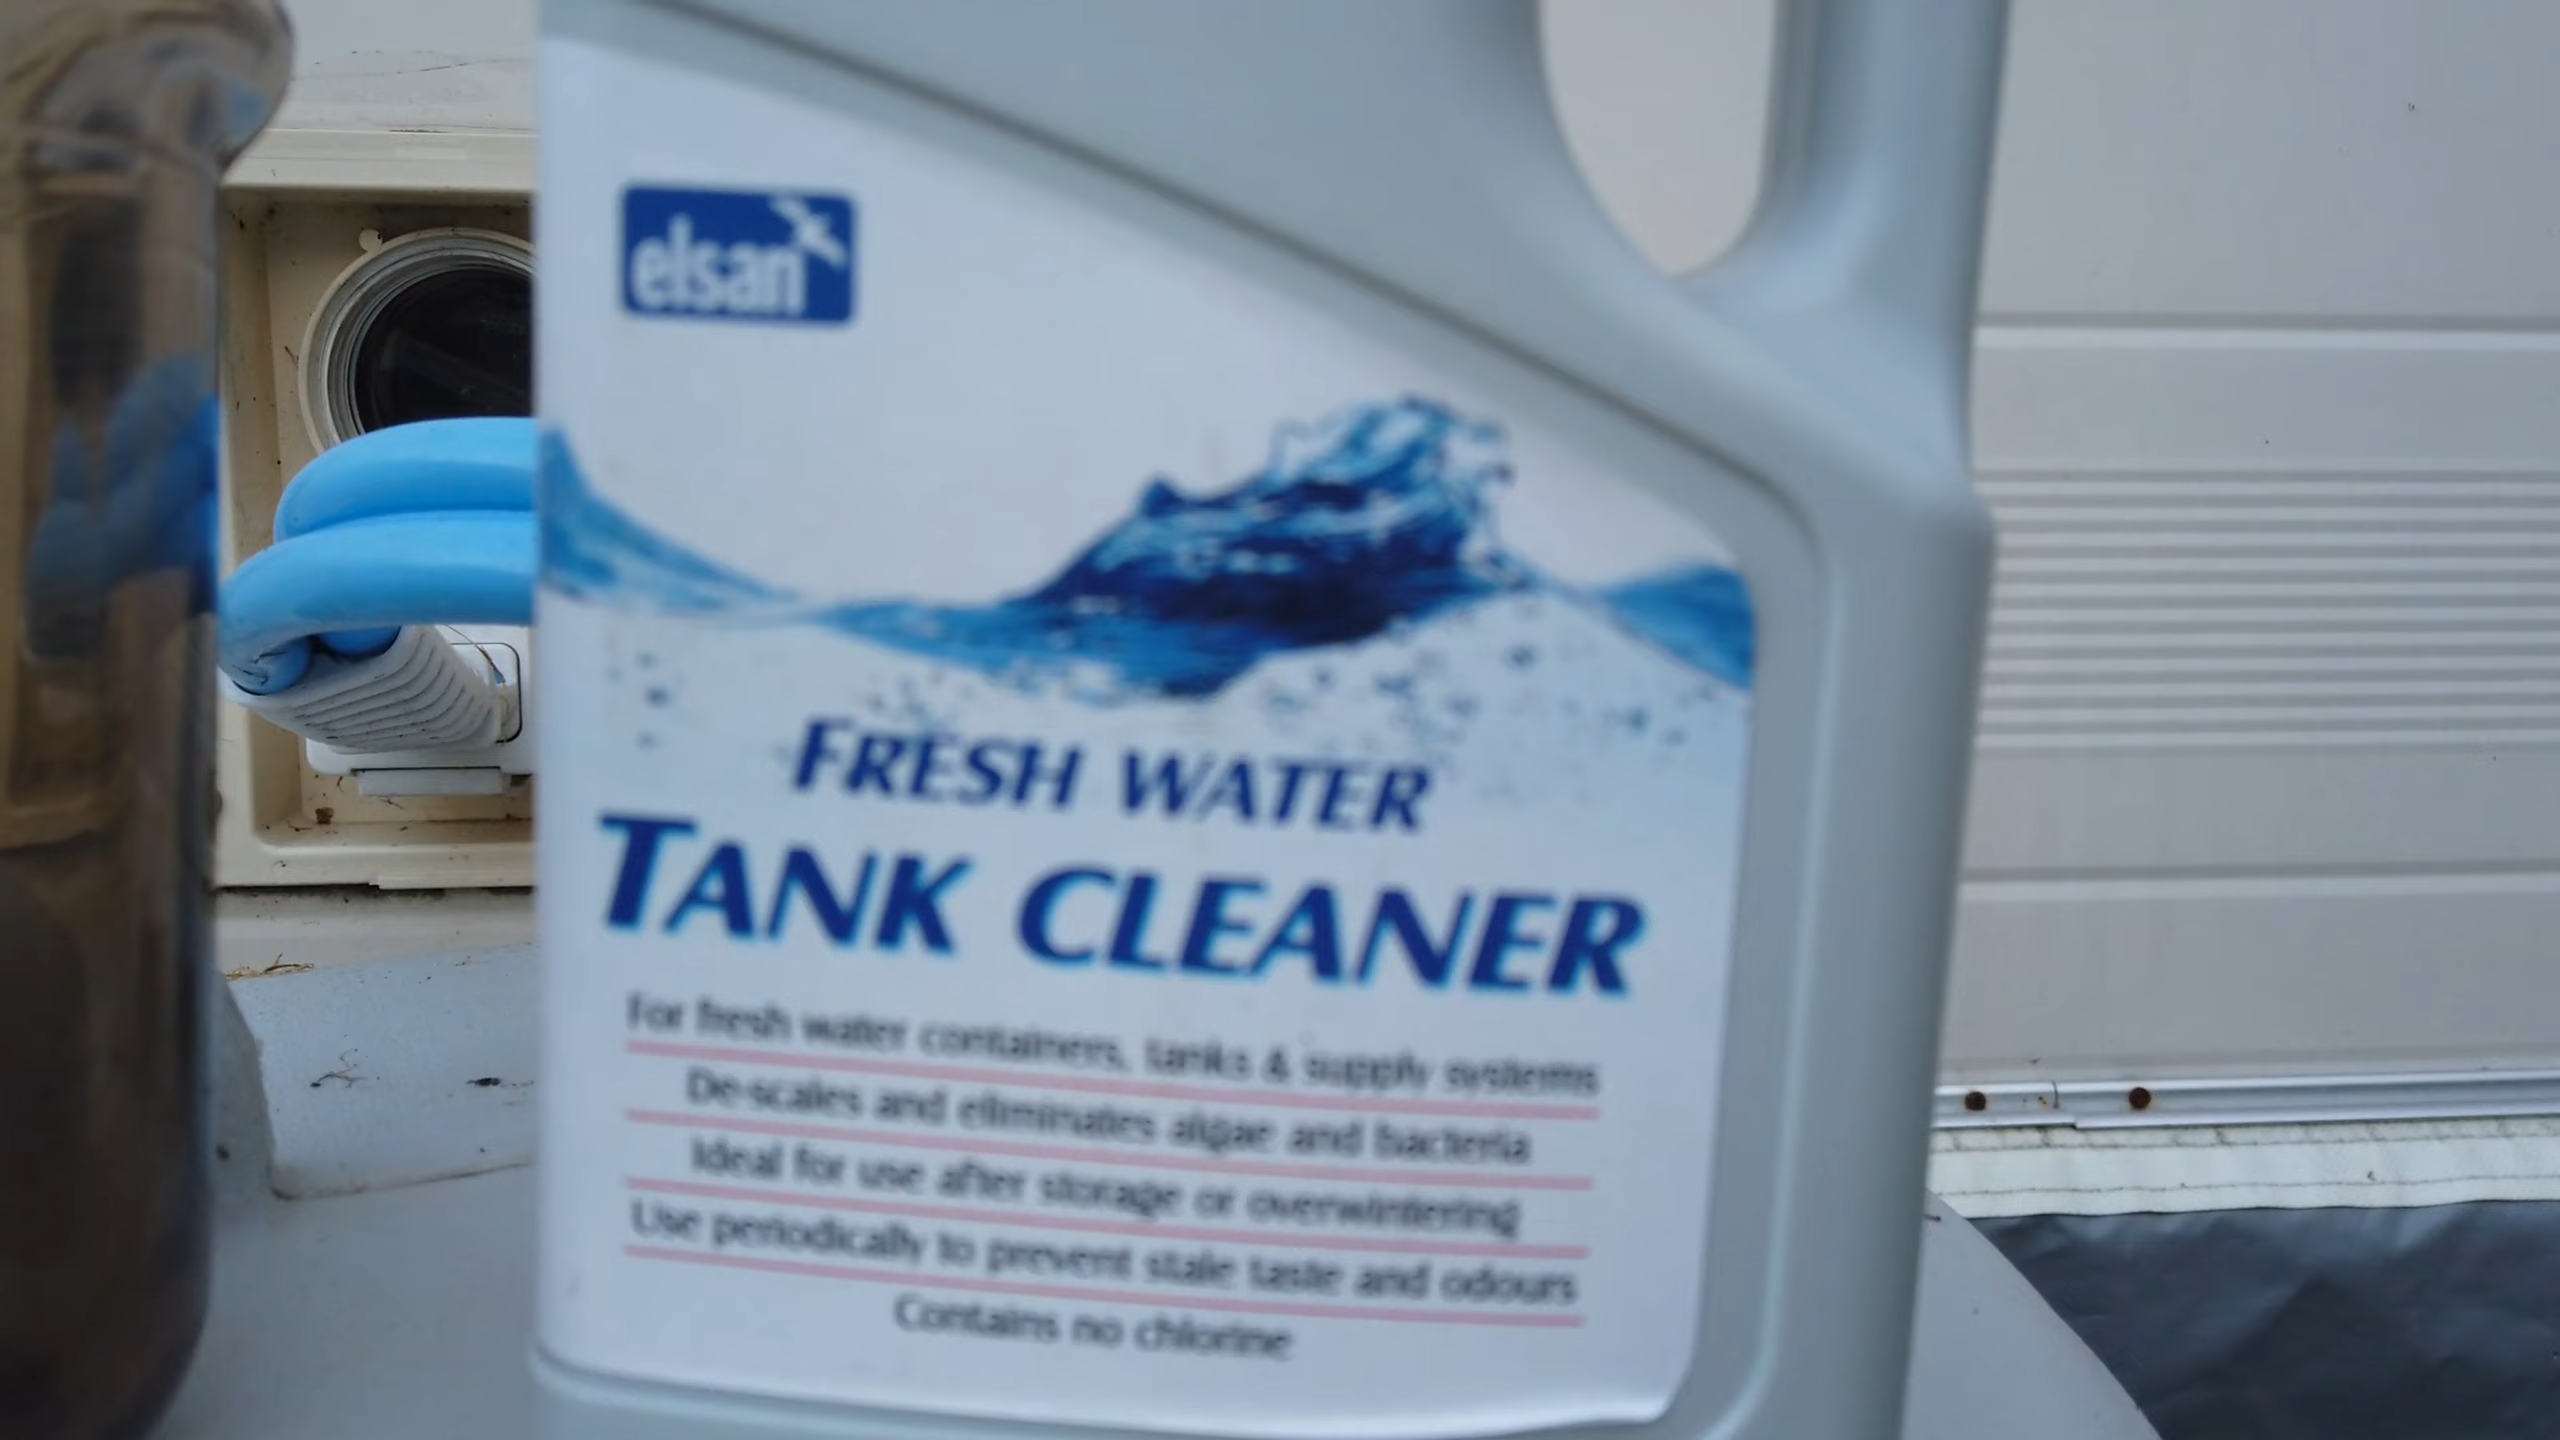 elsan
FRESH WATER
TANK CLEANER
For fresh water containers, tanks & supply systems
De-scales and eliminates algae and bacteria
Ideal for use after storage or overwintering
Use periodically to prevent stale taste and odours
Contains no chlorine